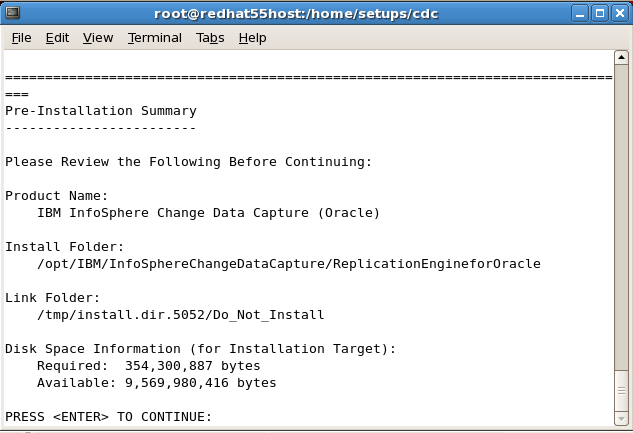 root@redhat55host:/home/setups/cdc
File Edit View Terminal Tabs Help
============================================================================
===
Pre-Installation Summary
------------------------
Please Review the Following Before Continuing:
Product Name:
IBM InfoSphere Change Data Capture (Oracle)
Install Folder:
/opt/IBM/InfoSphereChangeDataCapture/ReplicationEngineforOracle
Link Folder:
/tmp/install.dir.5052/Do_Not_Install
Disk Space Information (for Installation Target):
Required:  354,300,887 bytes
Available: 9,569,980,416 bytes
PRESS <ENTER> TO CONTINUE: